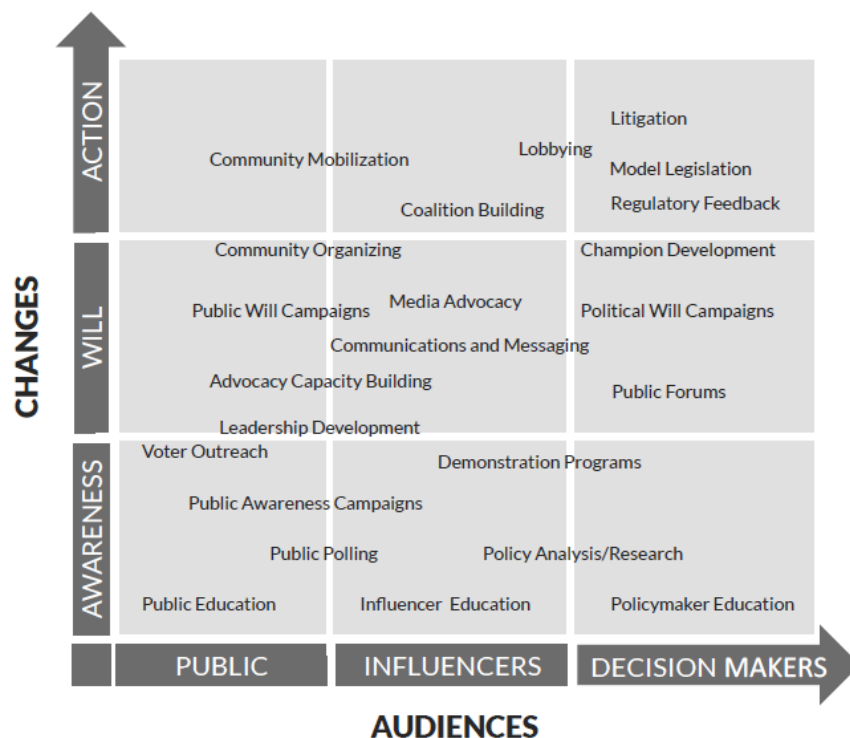 CHANGES
ACTION
Litigation
Lobbying
Community Mobilization
Model Legislation
Regulatory Feedback
Coalition Building
WILL
Community Organizing
Champion Development
Media Advocacy
Public Will Campaigns
Political Will Campaigns
Communications and Messaging
Advocacy Capacity Building
Public Forums
Leadership Development
AWARENESS
Voter Outreach
Demonstration Programs
Public Awareness Campaigns
Public Polling
Policy Analysis/Research
Public Education
Influencer Education
Policymaker Education
PUBLIC
INFLUENCERS
DECISION MAKERS
AUDIENCES